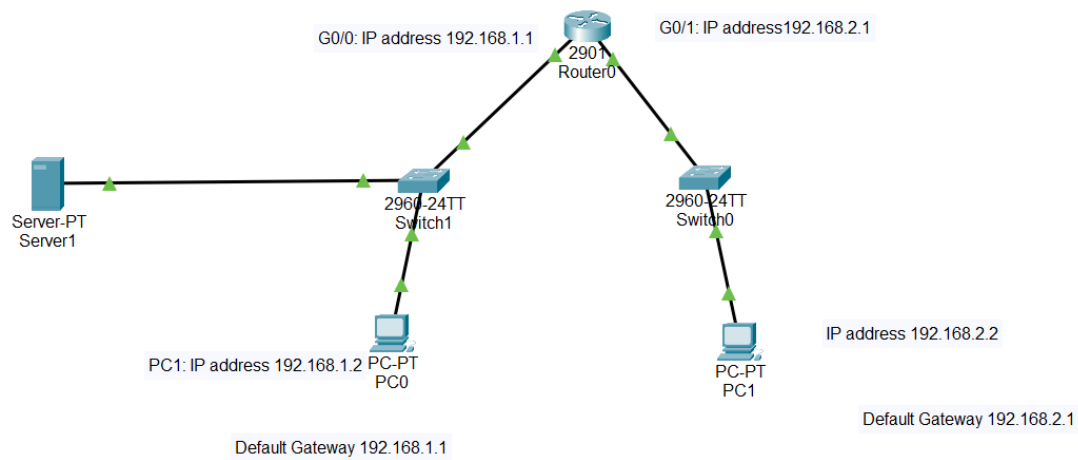 G0/0: IP address 192.168.1.1
G0/1: IP address192.168.2.1
2901
Router0
Server-PT
Server1
2960-24TT
Switch1
2960-24TT
Switch0
PC1: IP address 192.168.1.2
PC-PT
PC0
PC-PT
PC1
IP address 192.168.2.2
Default Gateway 192.168.1.1
Default Gateway 192.168.2.1